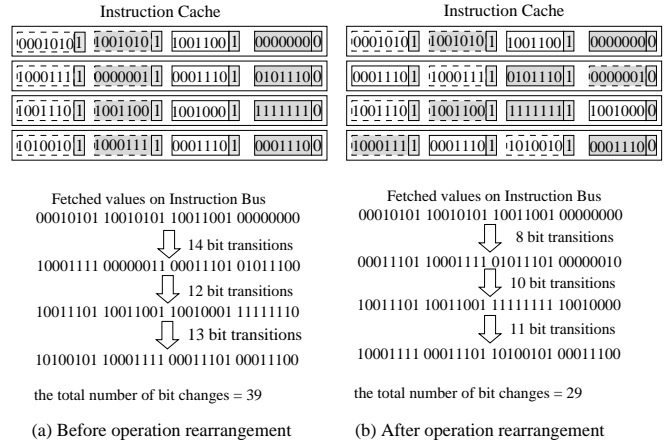 Instruction Cache
0001010 1 1001010 1 1001100 1 0000000 0
1000111 1 0000001 1 0001110 1 0101110 0
1001110 1 1001100 1 1001000 1 1111111 0
1010010 1 1000111 1 0001110 1 0001110 0
Fetched values on Instruction Bus
00010101 10010101 10011001 00000000
14 bit transitions
10001111 00000011 00011101 01011100
12 bit transitions
10011101 10011001 10010001 11111110
13 bit transitions
10100101 10001111 00011101 00011100
the total number of bit changes = 39
(a) Before operation rearrangement
Instruction Cache
0001010 1 1001010 1 1001100 1 0000000 0
0001110 1 1000111 1 0101110 1 0000001 0
1001110 1 1001100 1 1111111 1 1001000 0
1000111 1 0001110 1 1010010 1 0001110 0
Fetched values on Instruction Bus
00010101 10010101 10011001 00000000
8 bit transitions
00011101 10001111 01011101 00000010
10 bit transitions
10011101 10011001 11111111 10010000
11 bit transitions
10001111 00011101 10100101 00011100
the total number of bit changes = 29
(b) After operation rearrangement